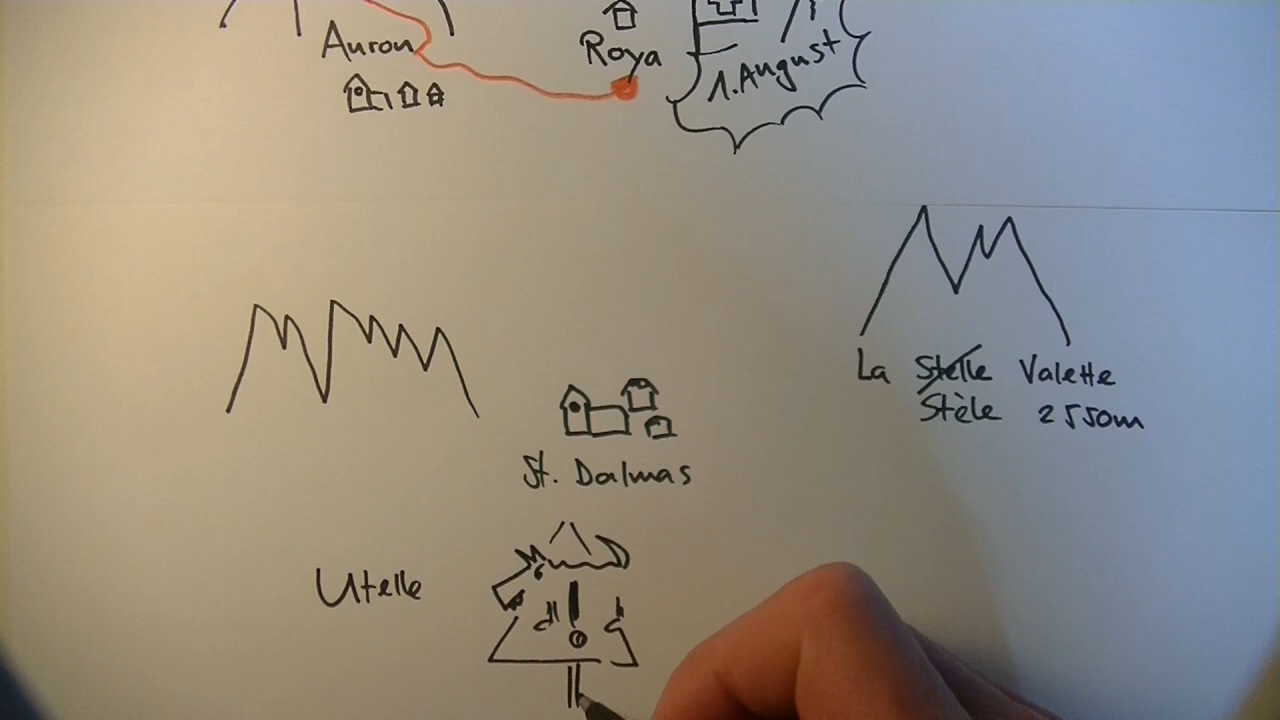 Auron
Roya
1. August
La Stelle Valette
Stèle 2550m
St. Dalmas
Utelle